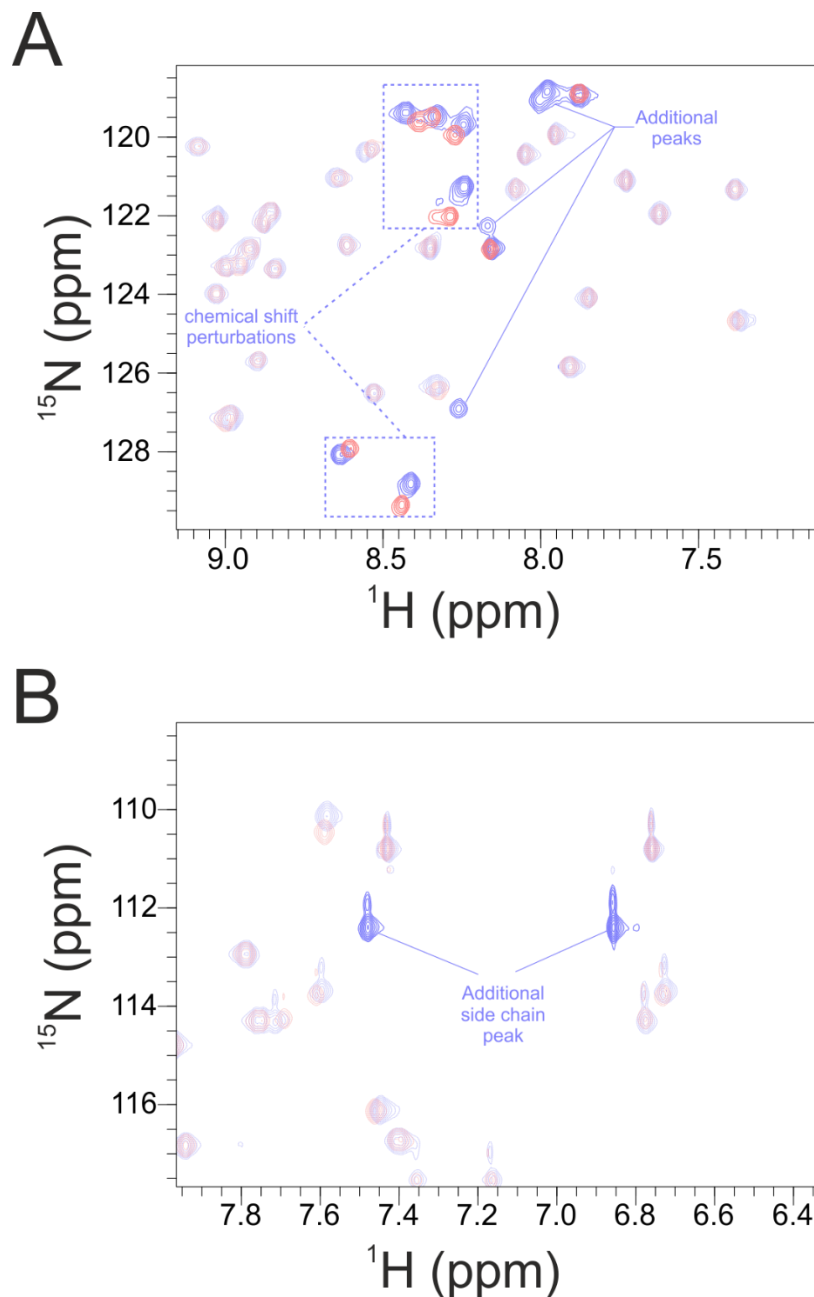 A
Additional
peaks
120
122
124
126
128
chemical shift
perturbations
15N (ppm)
9.0 8.5 8.0 7.5
1H (ppm)
B
110
112
114
116
Additional
side chain
peak
15N (ppm)
7.8 7.6 7.4 7.2 7.0 6.8 6.6 6.4
1H (ppm)